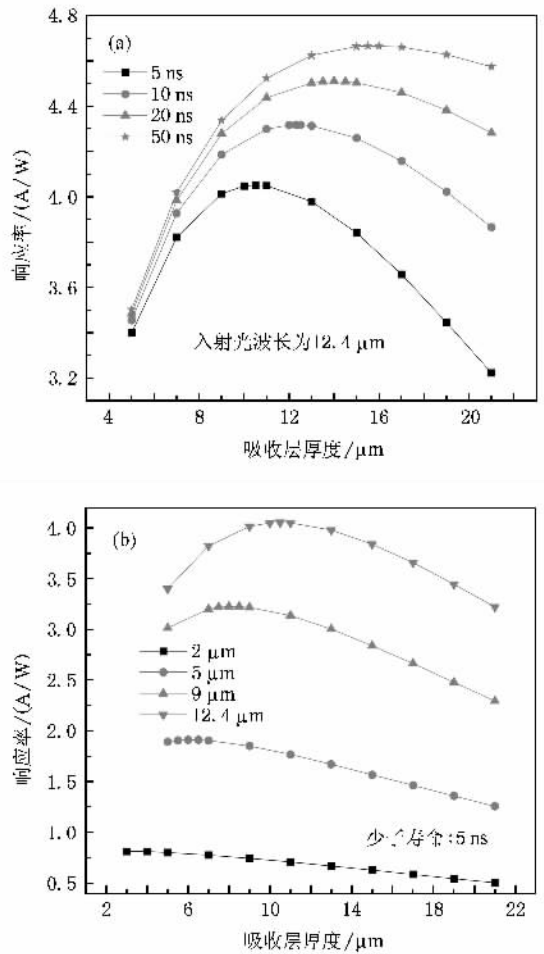 (a)
5 ns
10 ns
20 ns
50 ns
4.8
4.4
4.0
3.6
3.2
响应率/(A/W)
入射光波长为12.4 μm
4 8 12 16 20
吸收层厚度/μm
(b)
4.0
3.5
3.0
2.5
2.0
1.5
1.0
0.5
响应率/(A/W)
2 μm
5 μm
9 μm
12.4 μm
少子寿命:5 ns
2 6 10 14 18 22
吸收层厚度/μm